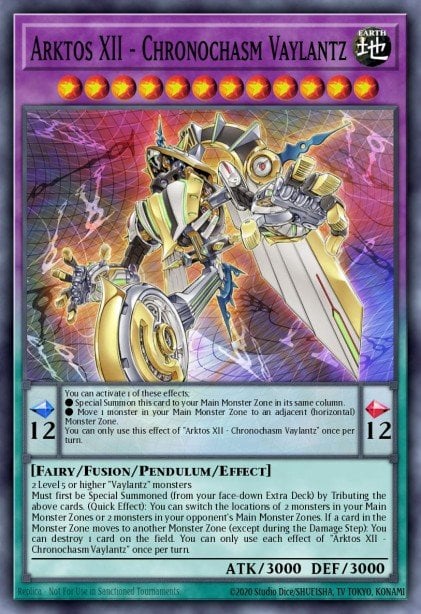 Arktos XII - Chronochasm Vaylantz
EARTH
地
You can activate 1 of these effects;
● Special Summon this card to your Main Monster Zone in its same column.
● Move 1 monster in your Main Monster Zone to an adjacent (horizontal)
Monster Zone.
You can only use this effect of "Arktos XII - Chronochasm Vaylantz" once per
turn.
12
12
[Fairy/Fusion/Pendulum/Effect]
2 Level 5 or higher "Vaylantz" monsters
Must first be Special Summoned (from your face-down Extra Deck) by Tributing the
above cards. (Quick Effect): You can switch the locations of 2 monsters in your Main
Monster Zones or 2 monsters in your opponent's Main Monster Zones. If a card in the
Monster Zone moves to another Monster Zone (except during the Damage Step): You can
destroy 1 card on the field. You can only use each effect of "Arktos XII -
Chronochasm Vaylantz" once per turn.
ATK/3000 DEF/3000
Replica - Not For Use in Sanctioned Tournaments
©2020 Studio Dice/SHUEISHA, TV TOKYO, KONAMI